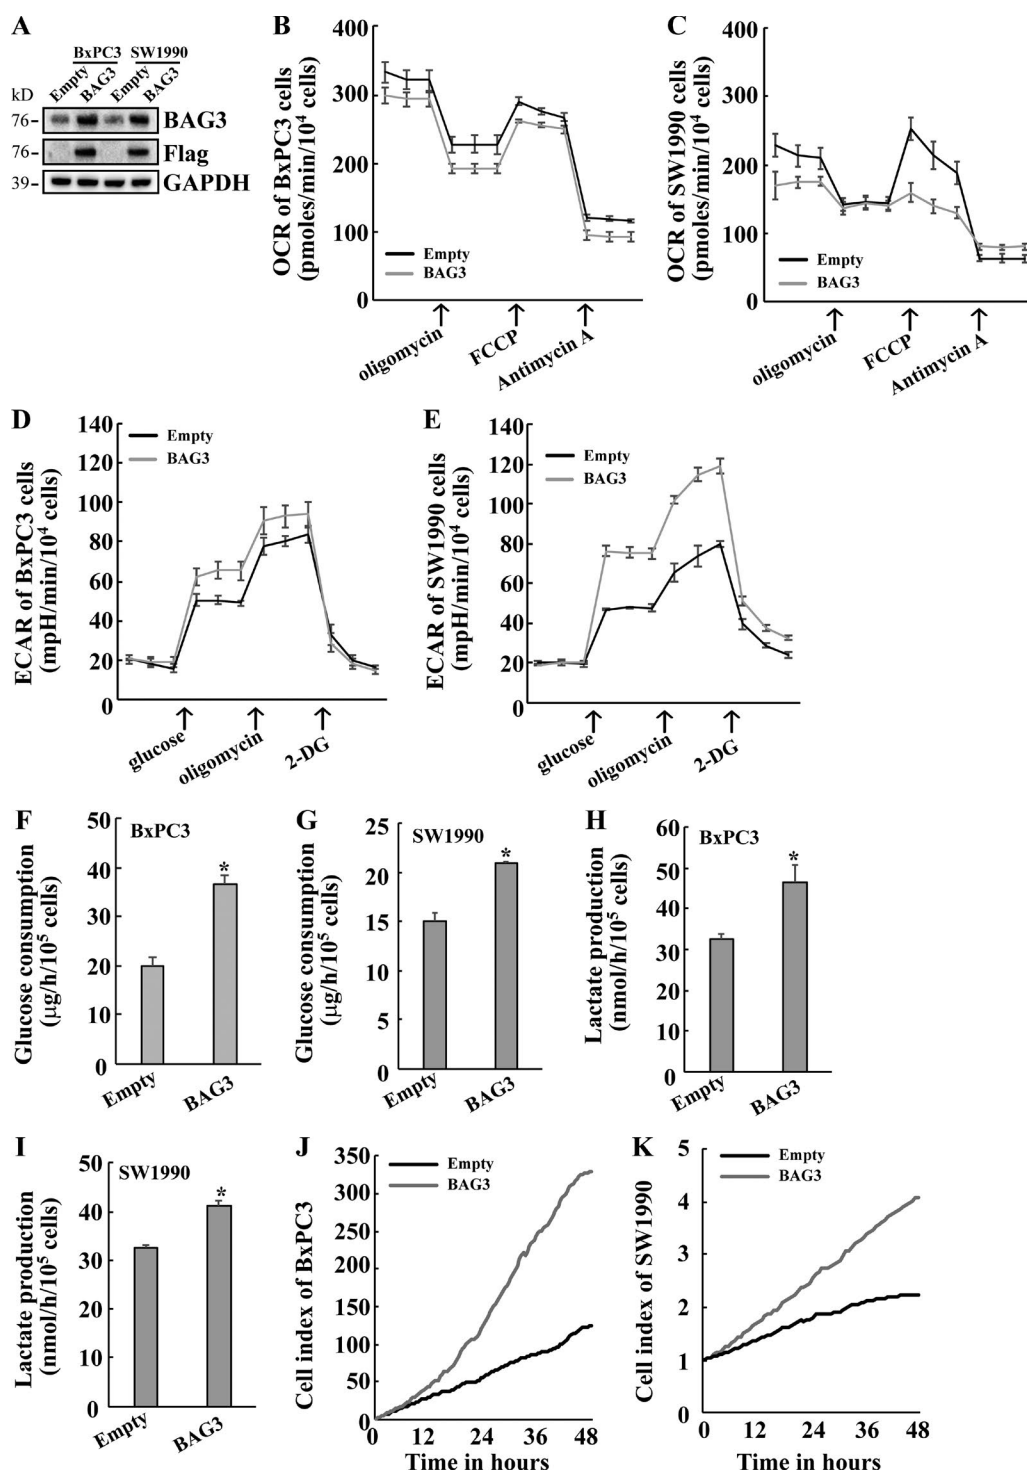 A
BxPC3 SW1990
Empty BAG3 Empty BAG3
kD
76 BAG3
76 Flag
39 GAPDH
B
OCR of BxPC3 cells
(pmoles/min/10⁴ cells)
400
300
200
100
0
Empty
BAG3
oligomycin FCCP Antimycin A
C
OCR of SW1990 cells
(pmoles/min/10⁴ cells)
400
300
200
100
0
Empty
BAG3
oligomycin FCCP Antimycin A
D
ECAR of BxPC3 cells
(mpH/min/10⁴ cells)
140
120
100
80
60
40
20
0
Empty
BAG3
glucose oligomycin 2-DG
E
ECAR of SW1990 cells
(mpH/min/10⁴ cells)
140
120
100
80
60
40
20
0
Empty
BAG3
glucose oligomycin 2-DG
F
BxPC3
Glucose consumption
(μg/h/10⁵ cells)
50
40
30
20
10
0
*
Empty BAG3
G
SW1990
Glucose consumption
(μg/h/10⁵ cells)
25
20
15
10
5
0
*
Empty BAG3
H
BxPC3
Lactate production
(nmol/h/10⁵ cells)
60
50
40
30
20
10
0
*
Empty BAG3
I
SW1990
Lactate production
(nmol/h/10⁵ cells)
50
40
30
20
10
0
*
Empty BAG3
J
Cell index of BxPC3
350
300
250
200
150
100
50
0
Empty
BAG3
0 12 24 36 48
Time in hours
K
Cell index of SW1990
5
4
3
2
1
0
Empty
BAG3
0 12 24 36 48
Time in hours